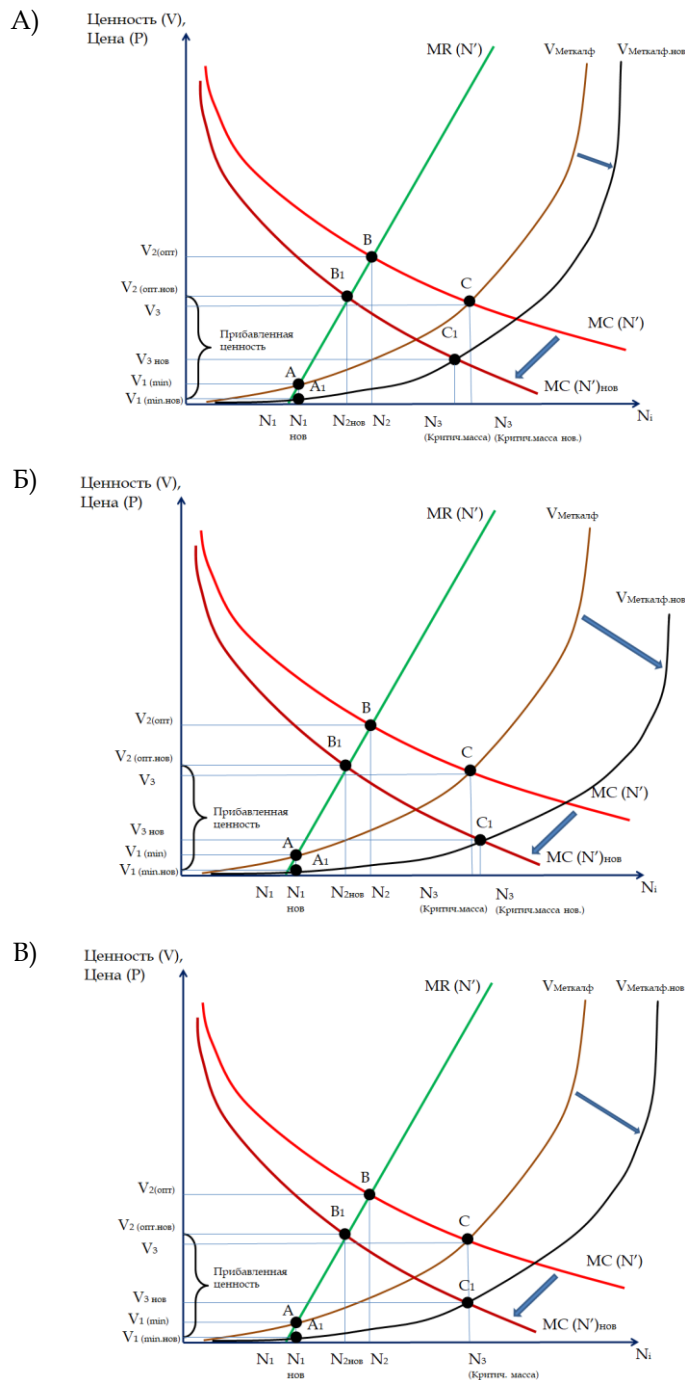 А)
Ценность (V),
Цена (P)
MR (N′)
VМеткалф
VМеткалф.нов
B
V2(опт)
B1
V2 (опт.нов)
C
V3
Прибавленная
ценность
C1
MC (N′)
V3 нов
A
V1 (min)
A1
MC (N′)нов
V1 (min.нов)
N1 N1 N2нов N2 N3 N3 Ni
нов (Критич.масса) (Критич.масса нов.)
Б)
Ценность (V),
Цена (P)
MR (N′)
VМеткалф
VМеткалф.нов
B
V2(опт)
B1
V2 (опт.нов)
C
V3
MC (N′)
Прибавленная
ценность
V3 нов
C1
A
V1 (min)
A1
MC (N′)нов
V1 (min.нов)
N1 N1 N2нов N2 N3 N3 Ni
нов (Критич.масса) (Критич.масса нов.)
В)
Ценность (V),
Цена (P)
MR (N′)
VМеткалф
VМеткалф.нов
B
V2(опт)
B1
V2 (опт.нов)
C
V3
MC (N′)
Прибавленная
ценность
C1
V3 нов
A
V1 (min)
A1
MC (N′)нов
V1 (min.нов)
N1 N1 N2нов N2 N3 Ni
нов (Критич. масса)